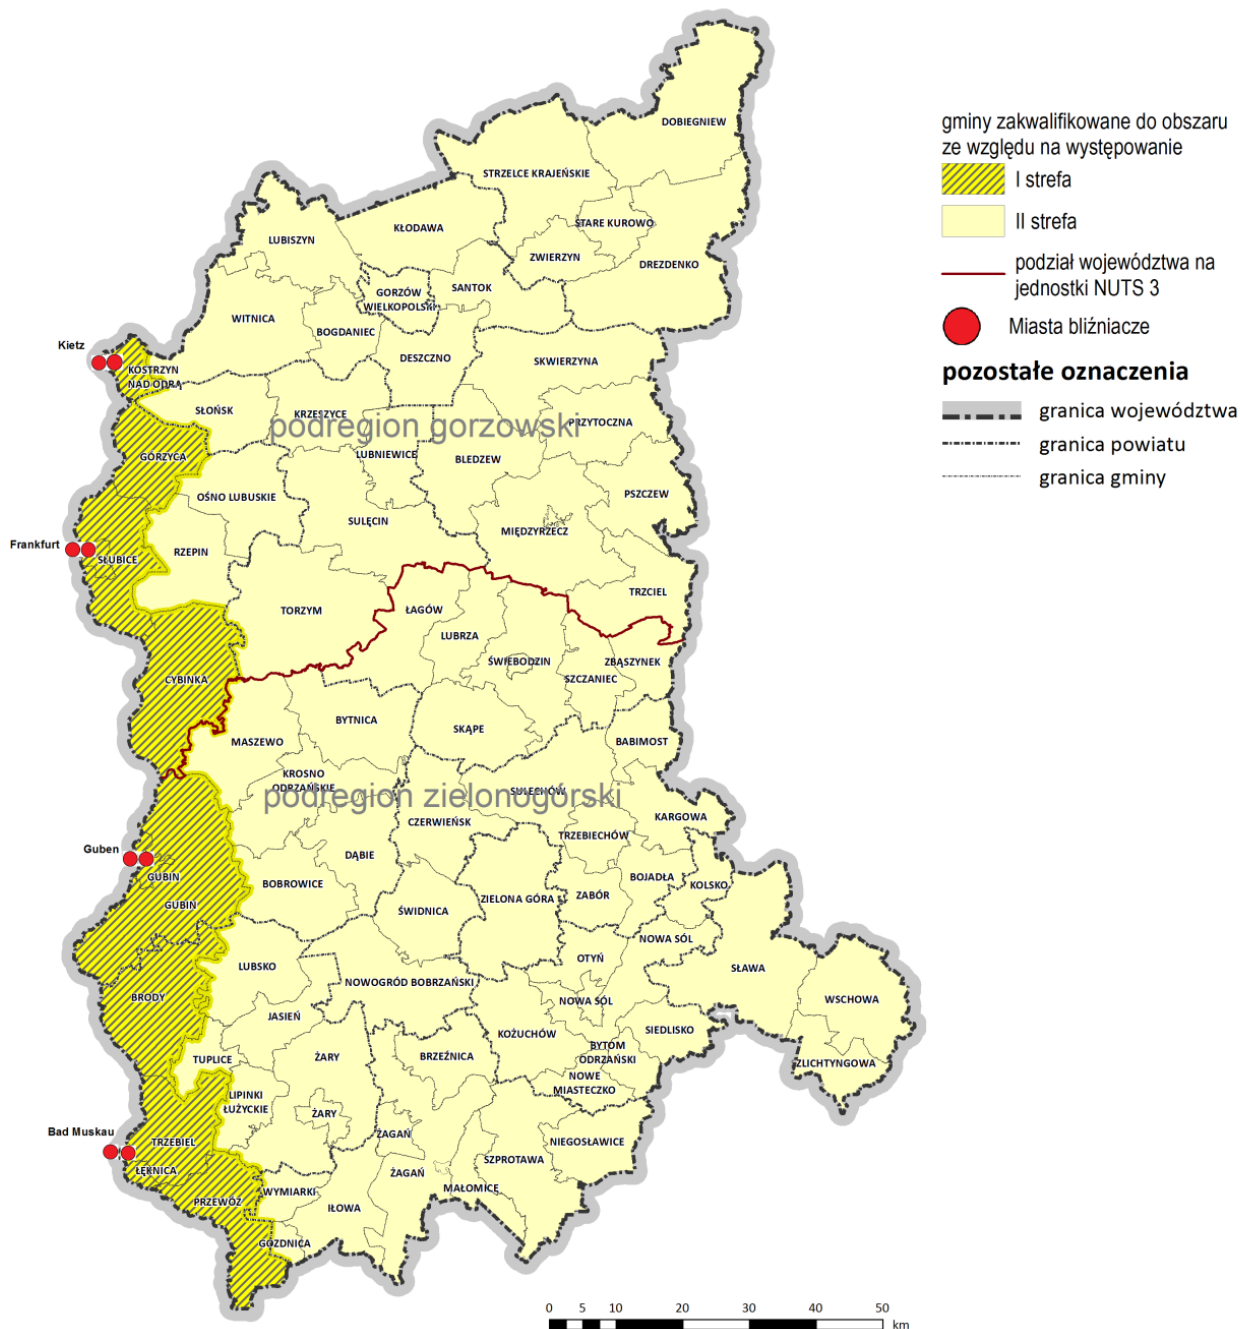 DOBIEGNIEW
STRZELCE KRAJEŃSKIE
STARE KUROWO
KŁODAWA
LUBISZYN
ZWIERZYN
DREZDENKO
SANTOK
GORZÓW
WIELKOPOLSKI
WITNICA
BOGDANIEC
DESZCZNO
SKWIERZYNA
Kietz
KOSTRZYN
NAD ODRĄ
SŁOŃSK
KRZESZYCE
podregion gorzowski
PRZYTOCZNA
GÓRZYCA
LUBNIEWICE
BLEDZEW
OŚNO LUBUSKIE
PSZCZEW
SULĘCIN
MIĘDZYRZECZ
Frankfurt
SŁUBICE
RZEPIN
TRZCIEL
TORZYM
ŁAGÓW
LUBRZA
ŚWIEBODZIN
ZBĄSZYNEK
SZCZANIEC
CYBINKA
BYTNICA
SKĄPE
MASZEWO
BABIMOST
KROSNO
ODRZAŃSKIE
podregion zielonogórski
SULECHÓW
KARGOWA
CZERWIEŃSK
TRZEBIECHÓW
Guben
GUBIN
DĄBIE
BOBROWICE
BOJADŁA
KOLSKO
ZABÓR
ZIELONA GÓRA
GUBIN
ŚWIDNICA
NOWA SÓL
OTYŃ
LUBSKO
SŁAWA
NOWOGRÓD BOBRZAŃSKI
BRODY
NOWA SÓL
WSCHOWA
JASIEŃ
KOŻUCHÓW
SIEDLISKO
BYTOM
ODRZAŃSKI
TUPLICE
ŻARY
BRZEŹNICA
SZLICHTYNGOWA
NOWE
MIASTECZKO
LIPINKI
ŁUŻYCKIE
ŻARY
Bad Muskau
TRZEBIEL
ŻAGAŃ
NIEGOSŁAWICE
ŁĘKNICA
SZPROTAWA
ŻAGAŃ
WYMIARKI
MAŁOMICE
PRZEWÓZ
IŁOWA
GOZDNICA
gminy zakwalifikowane do obszaru
ze względu na występowanie
I strefa
II strefa
podział województwa na
jednostki NUTS 3
Miasta bliźniacze
pozostałe oznaczenia
granica województwa
granica powiatu
granica gminy
0 5 10 20 30 40 50
km